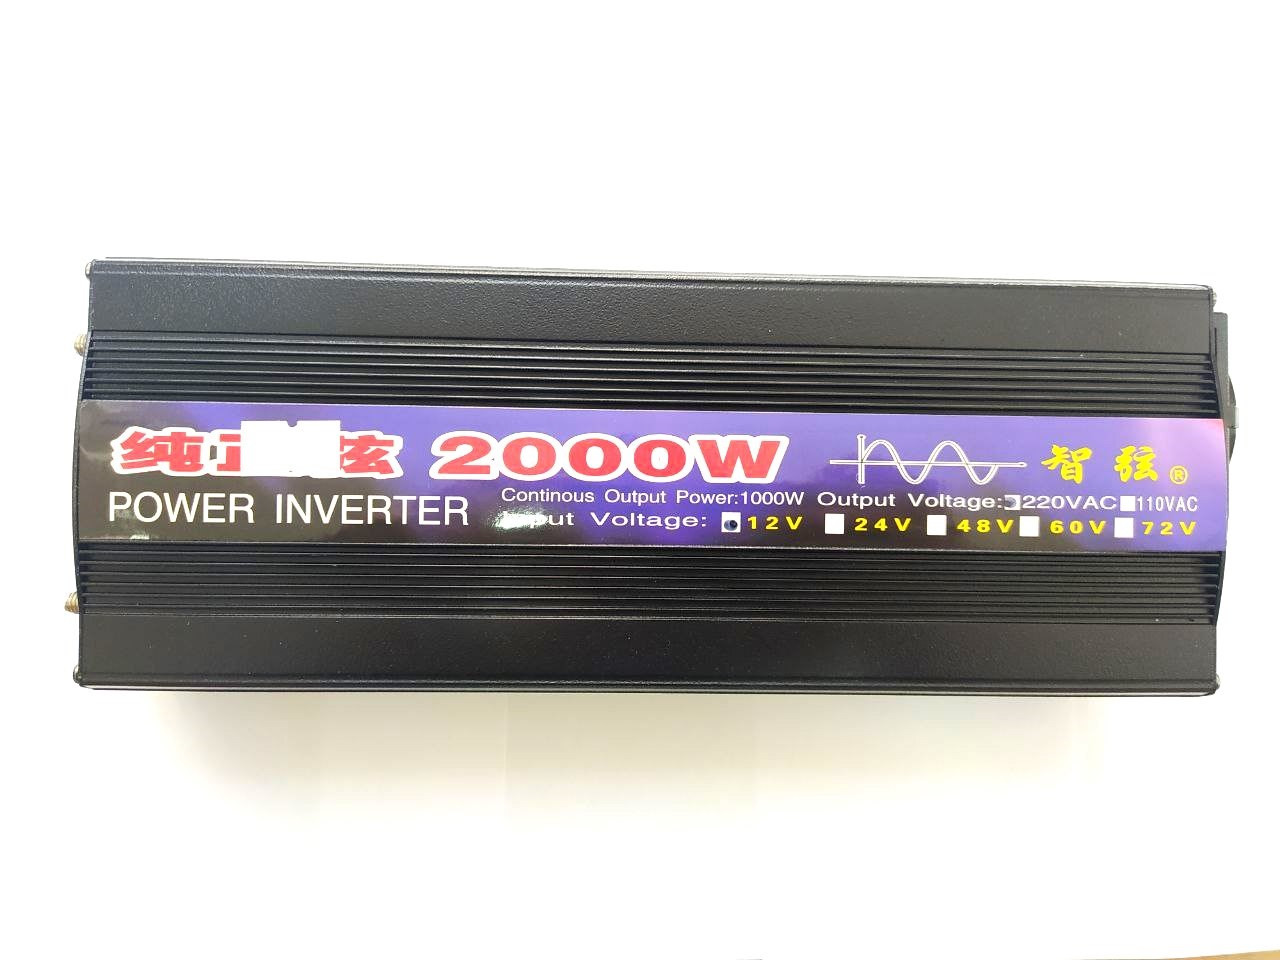 纯正弦 2000W
智弦®
POWER INVERTER
Continous Output Power:1000W Output Voltage: 220VAC 110VAC
Voltage: 12V 24V 48V 60V 72V